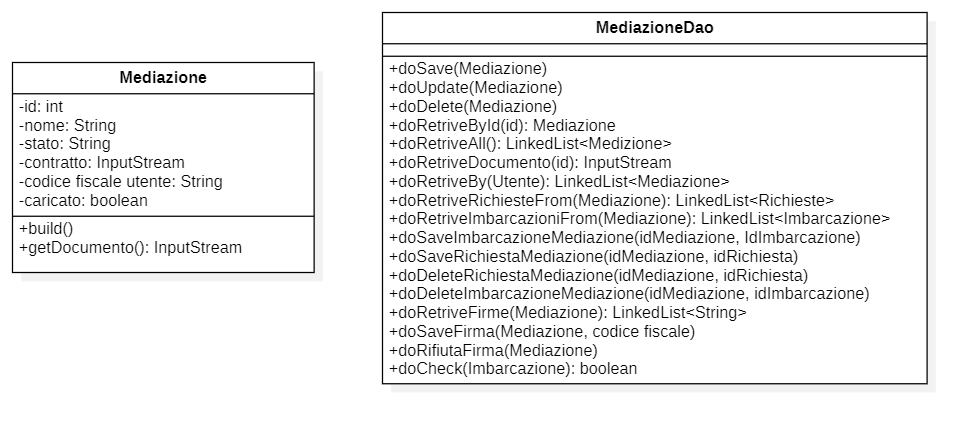 Mediazione
-id: int
-nome: String
-stato: String
-contratto: InputStream
-codice fiscale utente: String
-caricato: boolean
+build()
+getDocumento(): InputStream
MediazioneDao
+doSave(Mediazione)
+doUpdate(Mediazione)
+doDelete(Mediazione)
+doRetriveById(id): Mediazione
+doRetriveAll(): LinkedList<Medizione>
+doRetriveDocumento(id): InputStream
+doRetriveBy(Utente): LinkedList<Mediazione>
+doRetriveRichiesteFrom(Mediazione): LinkedList<Richieste>
+doRetriveImbarcazioniFrom(Mediazione): LinkedList<Imbarcazione>
+doSaveImbarcazioneMediazione(idMediazione, IdImbarcazione)
+doSaveRichiestaMediazione(idMediazione, idRichiesta)
+doDeleteRichiestaMediazione(idMediazione, idRichiesta)
+doDeleteImbarcazioneMediazione(idMediazione, idImbarcazione)
+doRetriveFirme(Mediazione): LinkedList<String>
+doSaveFirma(Mediazione, codice fiscale)
+doRifiutaFirma(Mediazione)
+doCheck(Imbarcazione): boolean